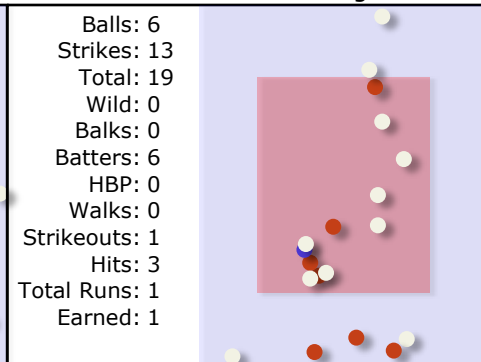 Balls: 6
Strikes: 13
Total: 19
Wild: 0
Balks: 0
Batters: 6
HBP: 0
Walks: 0
Strikeouts: 1
Hits: 3
Total Runs: 1
Earned: 1